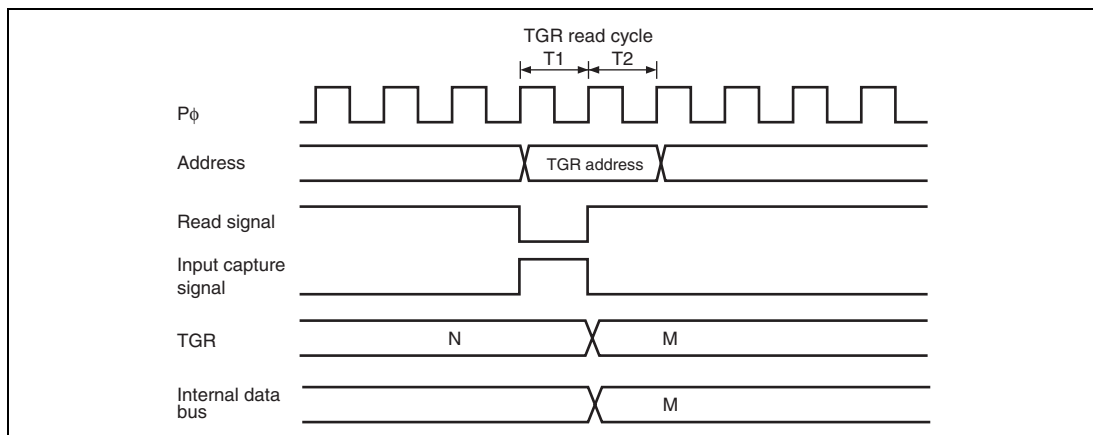 TGR read cycle
T1 T2
Pϕ
Address
TGR address
Read signal
Input capture
signal
TGR
N M
Internal data
bus
M